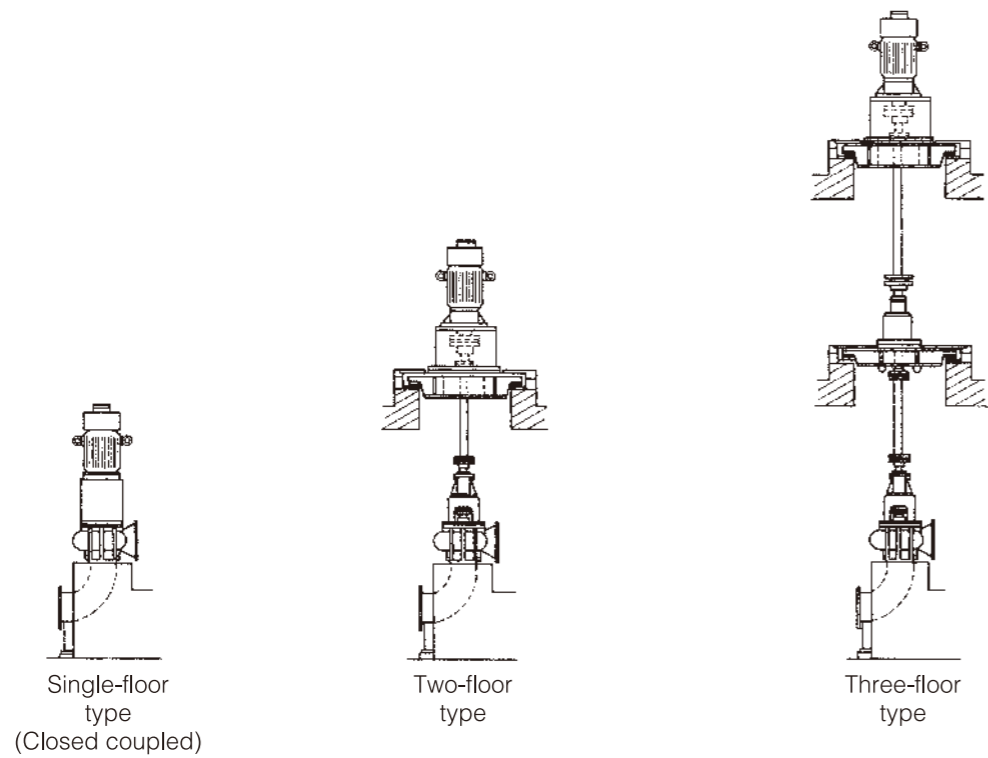 Single-floor
type
(Closed coupled)
Two-floor
type
Three-floor
type